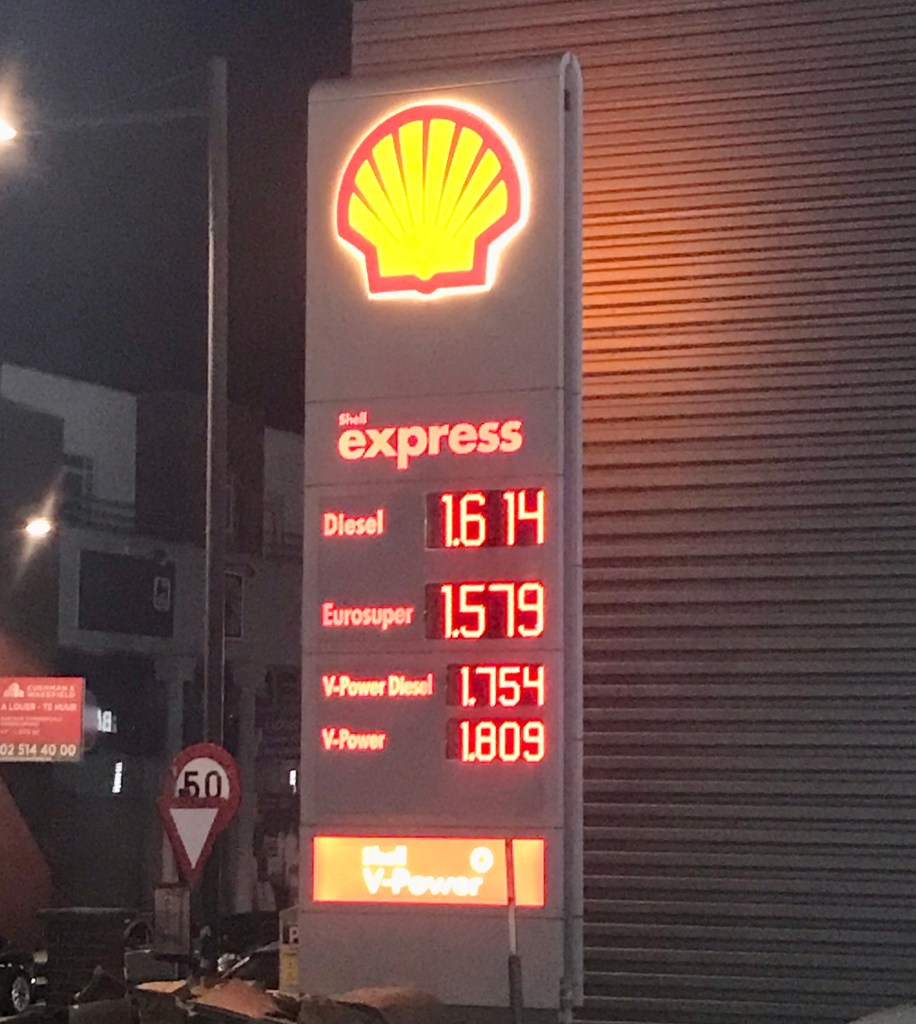 Shell
express
Diesel 1.614
Eurosuper 1.579
V-Power Diesel 1.754
V-Power 1.809
Shell
V-Power
CUSHMAN &
WAKEFIELD
A LOUER - TE HUUR
02 514 40 00
50